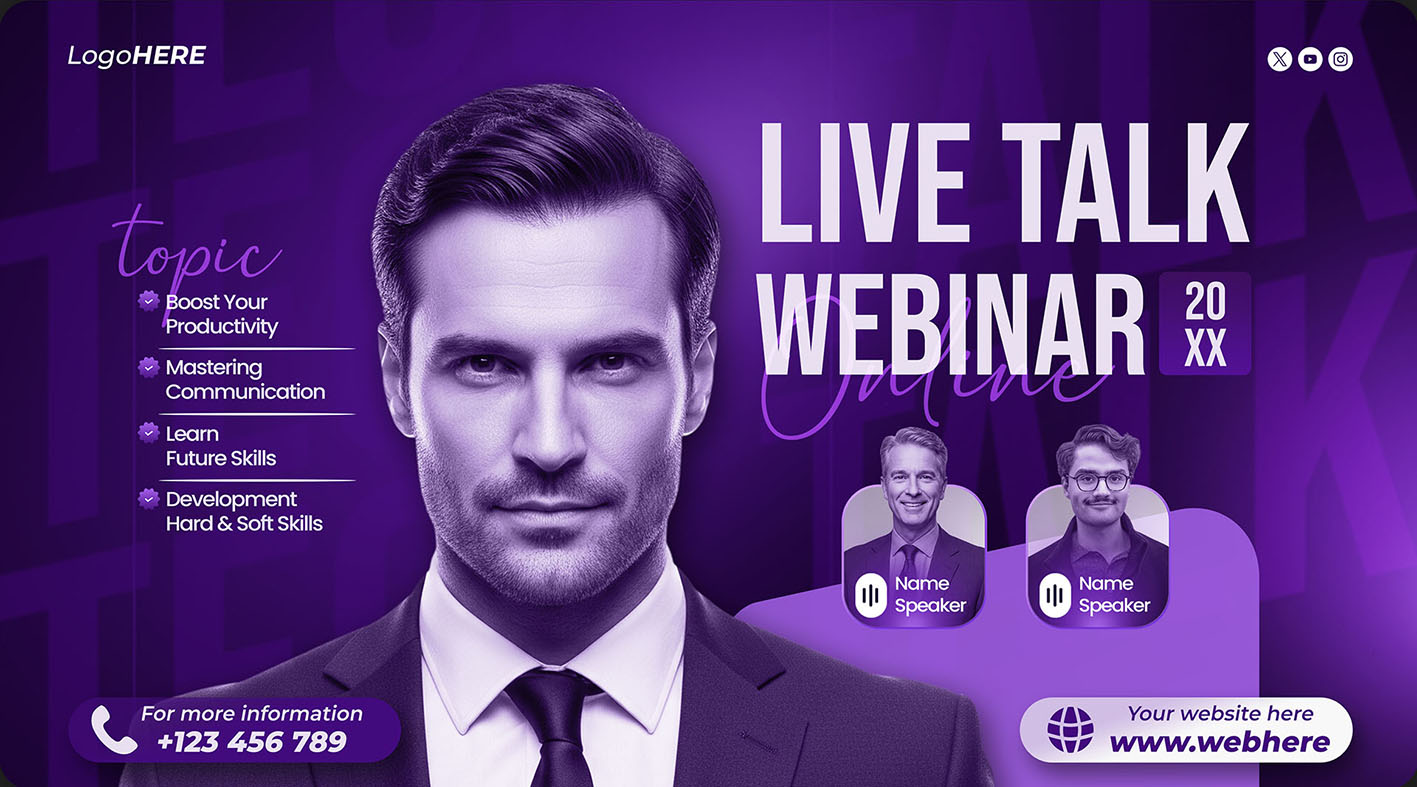 LogoHERE
LIVE TALK
WEBINAR
20
XX
Online
topic
Boost Your
Productivity
Mastering
Communication
Learn
Future Skills
Development
Hard & Soft Skills
Name
Speaker
Name
Speaker
For more information
+123 456 789
Your website here
www.webhere